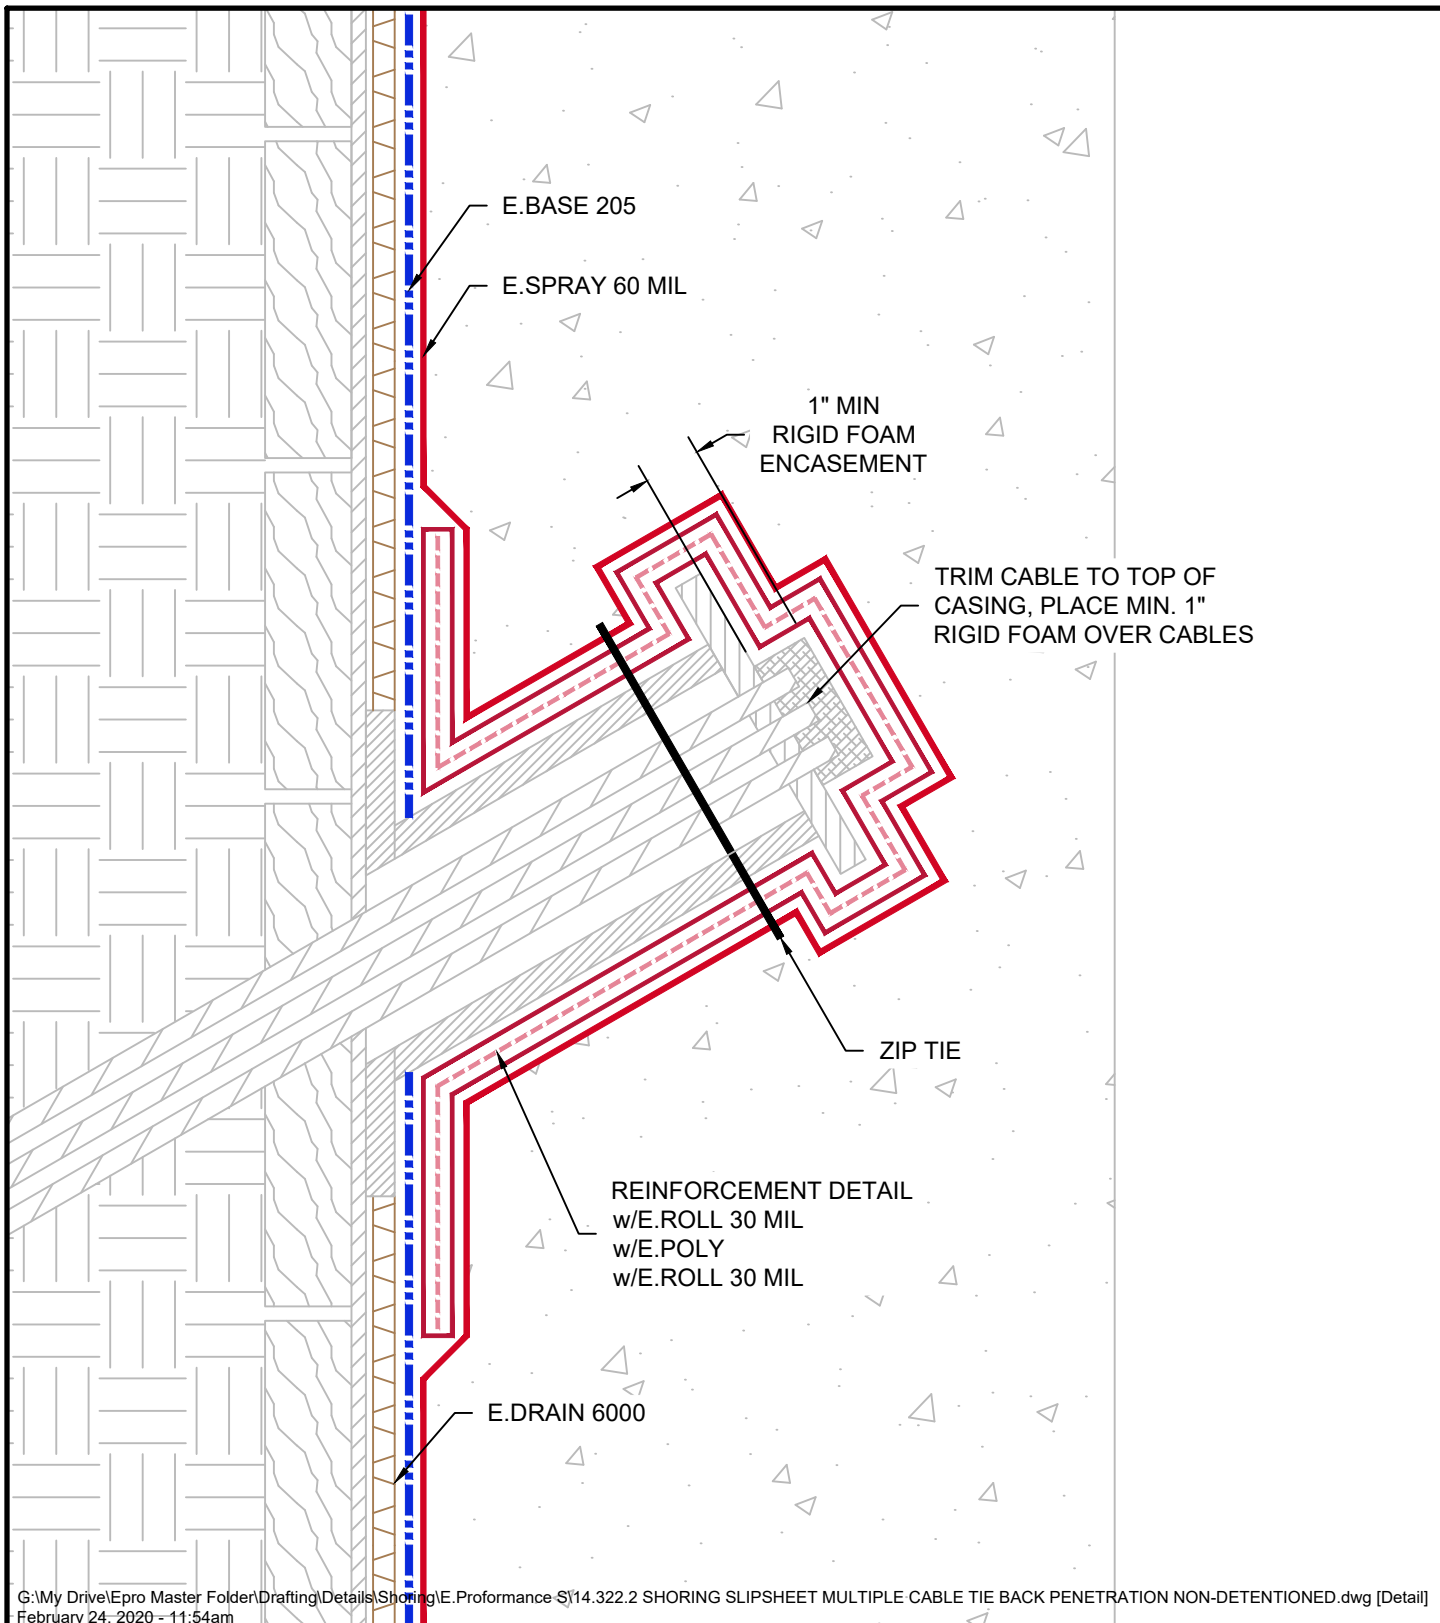 E.BASE 205
E.SPRAY 60 MIL
1" MIN
RIGID FOAM
ENCASEMENT
TRIM CABLE TO TOP OF
CASING, PLACE MIN. 1"
RIGID FOAM OVER CABLES
ZIP TIE
REINFORCEMENT DETAIL
w/E.ROLL 30 MIL
w/E.POLY
w/E.ROLL 30 MIL
E.DRAIN 6000
G:\My Drive\Epro Master Folder\Drafting\Details\Shoring\E.Proformance S\14.322.2 SHORING SLIPSHEET MULTIPLE CABLE TIE BACK PENETRATION NON-DETENTIONED.dwg [Detail]
February 24, 2020 - 11:54am